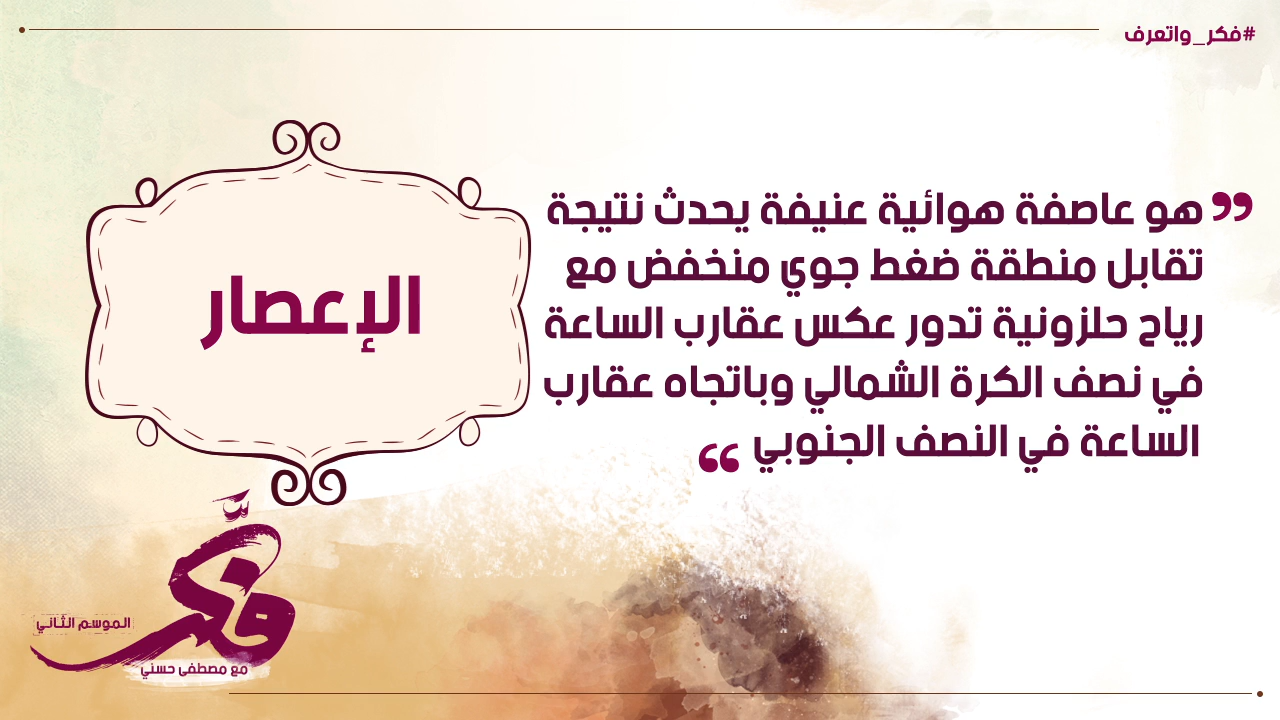 #فكر_واتعرف
هو عاصفة هوائية عنيفة يحدث نتيجة
تقابل منطقة ضغط جوي منخفض مع
رياح حلزونية تدور عكس عقارب الساعة
في نصف الكرة الشمالي وباتجاه عقارب
الساعة في النصف الجنوبي
الإعصار
فكَّر
الموسم الثاني
مع مصطفى حسني